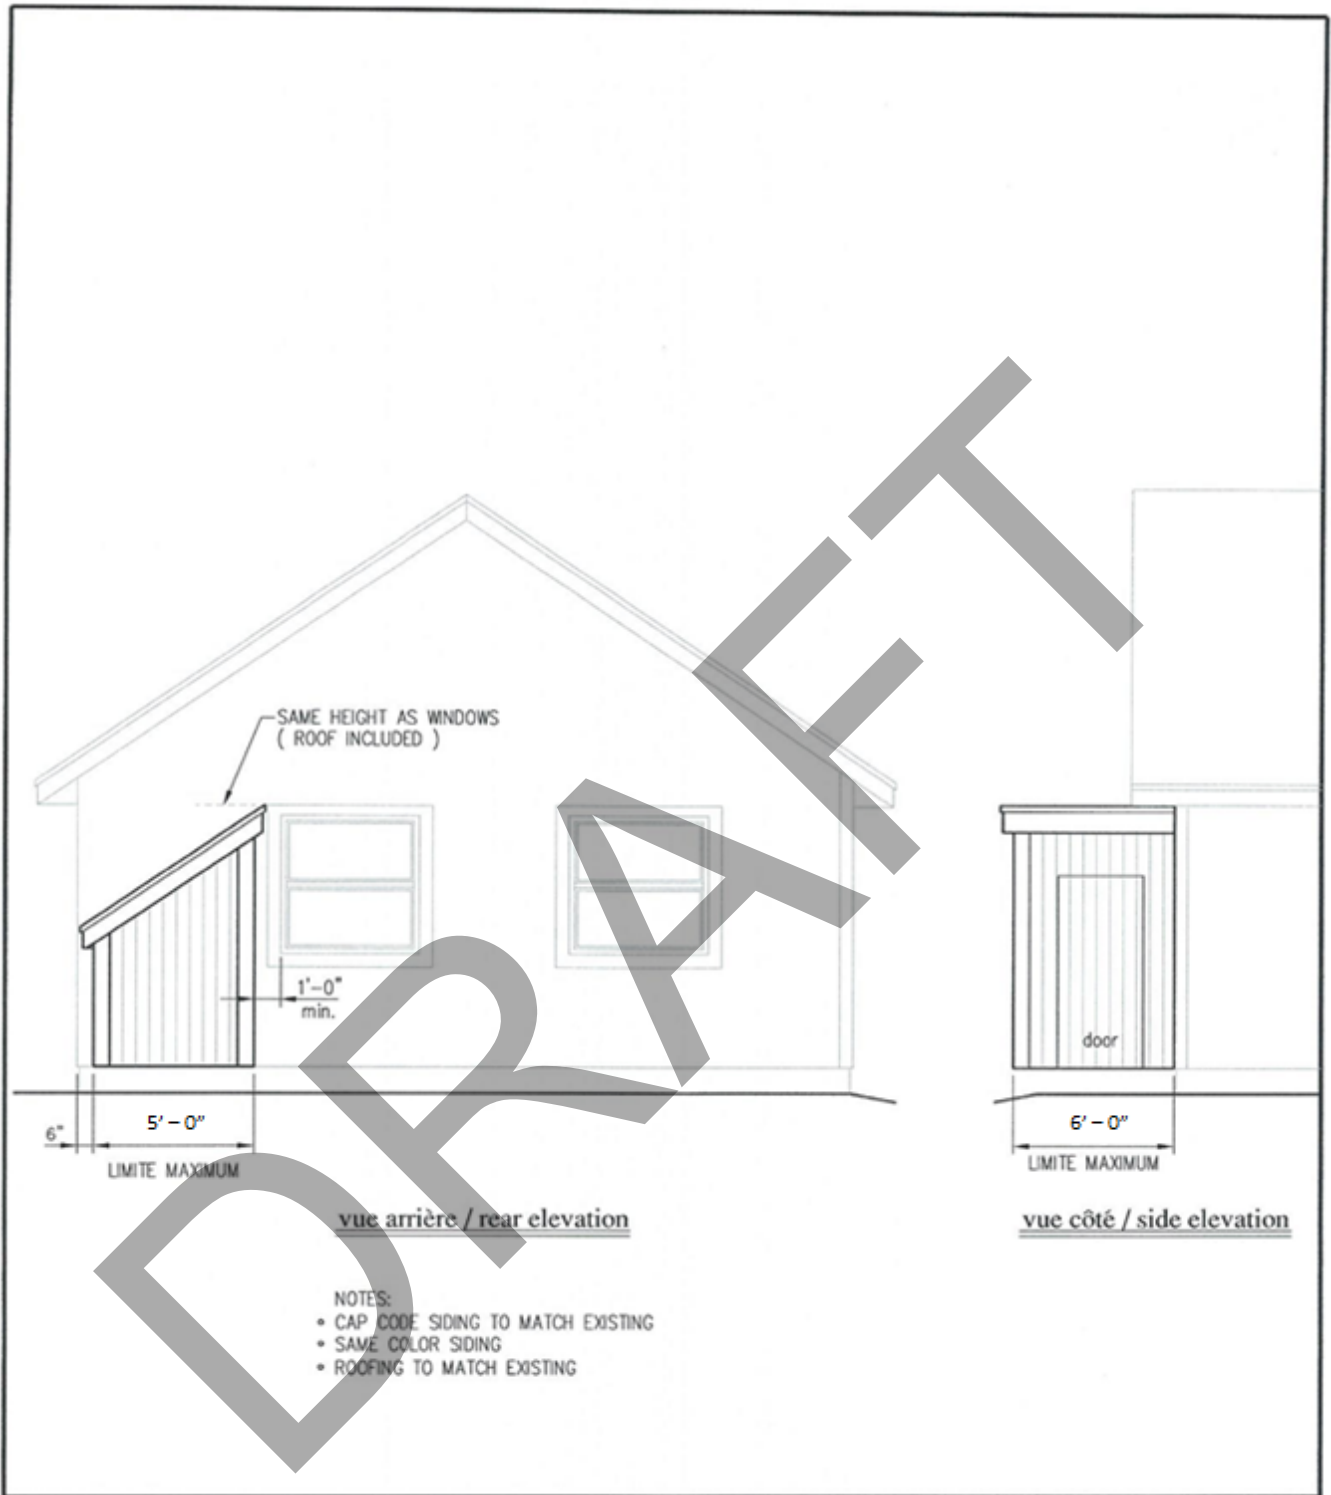 SAME HEIGHT AS WINDOWS
( ROOF INCLUDED )
1'-0"
min.
door
6"
5' – 0"
6' – 0"
LIMITE MAXIMUM
LIMITE MAXIMUM
vue arrière / rear elevation
vue côté / side elevation
NOTES:
• CAP CODE SIDING TO MATCH EXISTING
• SAME COLOR SIDING
• ROOFING TO MATCH EXISTING
DRAFT